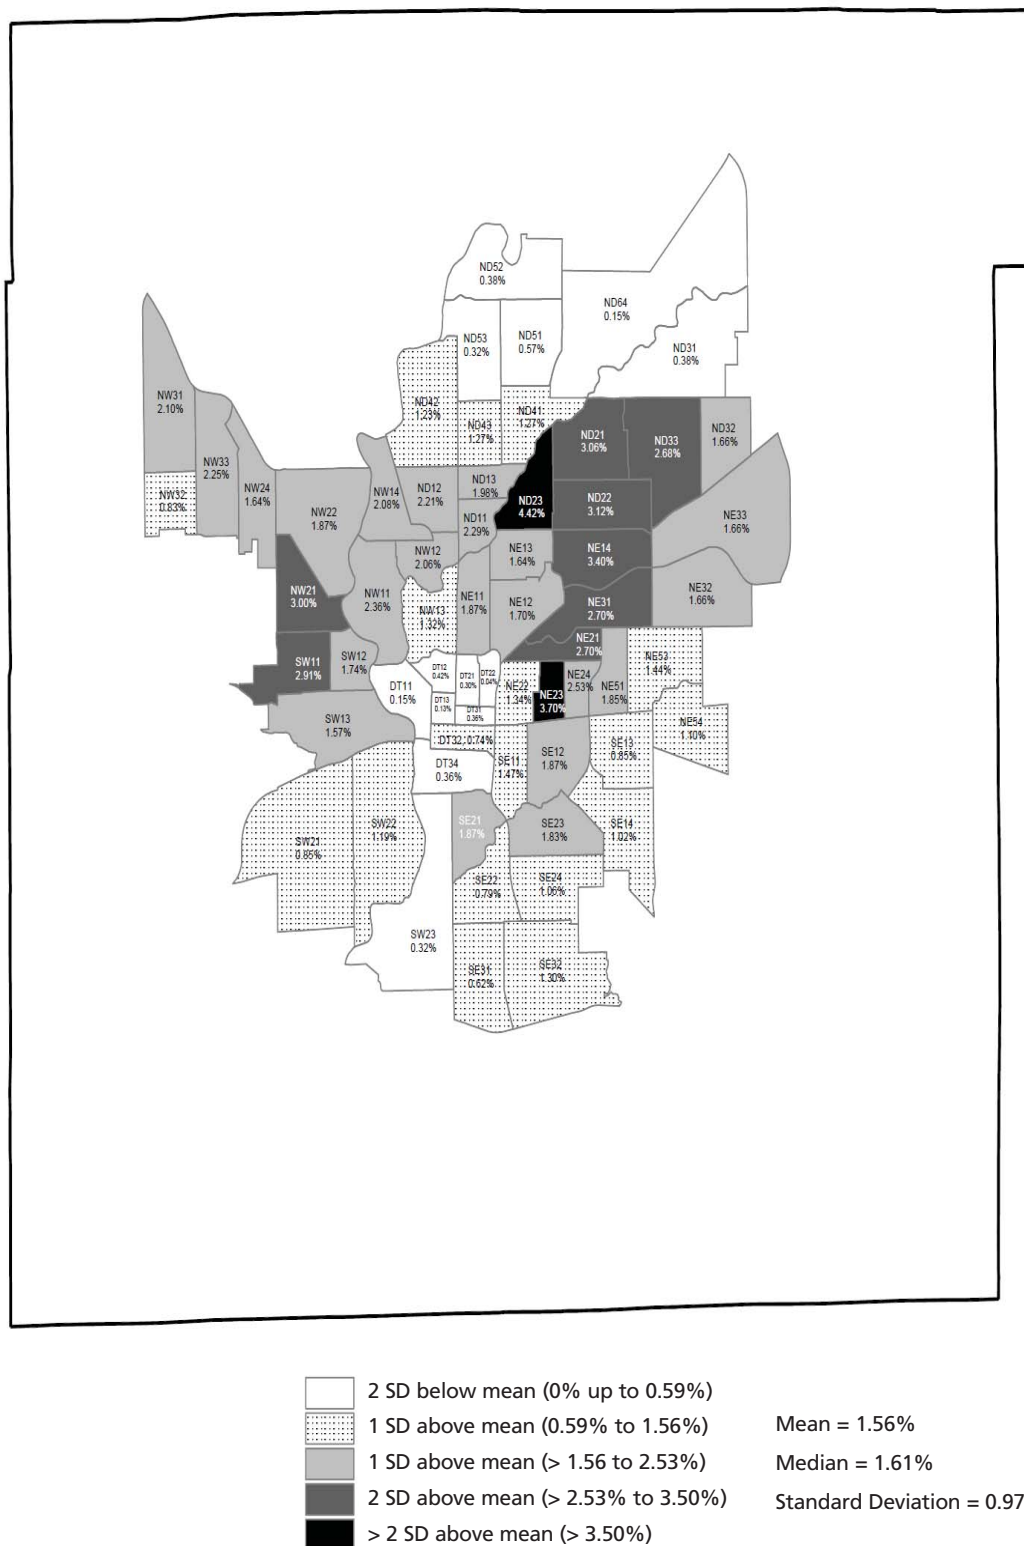 ND52
0.38%
ND64
0.15%
ND53
0.32%
ND51
0.57%
ND31
0.38%
NW31
2.10%
ND42
1.23%
ND43
1.27%
ND41
1.27%
ND21
3.06%
ND33
2.68%
ND32
1.66%
NW33
2.25%
NW32
0.83%
NW24
1.64%
NW22
1.87%
NW14
2.08%
ND12
2.21%
ND13
1.98%
ND23
4.42%
ND22
3.12%
NE33
1.66%
ND11
2.29%
NW12
2.06%
NE13
1.64%
NE14
3.40%
NW21
3.00%
NW11
2.36%
NW13
1.32%
NE11
1.87%
NE12
1.70%
NE31
2.70%
NE32
1.66%
NE21
2.70%
SW11
2.91%
SW12
1.74%
DT11
0.15%
DT12
0.42%
DT21
0.30%
DT22
0.04%
NE22
1.34%
NE23
3.70%
NE24
2.53%
NE51
1.85%
NE53
1.44%
DT13
0.13%
DT31
0.36%
SW13
1.57%
DT32, 0.74%
NE54
1.10%
DT34
0.36%
SE11
1.47%
SE12
1.87%
SE13
0.85%
SW21
0.85%
SW22
1.19%
SE21
1.87%
SE23
1.83%
SE14
1.02%
SE22
0.79%
SE24
1.06%
SW23
0.32%
SE31
0.62%
SE32
1.30%
2 SD below mean (0% up to 0.59%)
1 SD above mean (0.59% to 1.56%)
1 SD above mean (> 1.56 to 2.53%)
2 SD above mean (> 2.53% to 3.50%)
> 2 SD above mean (> 3.50%)
Mean = 1.56%
Median = 1.61%
Standard Deviation = 0.97